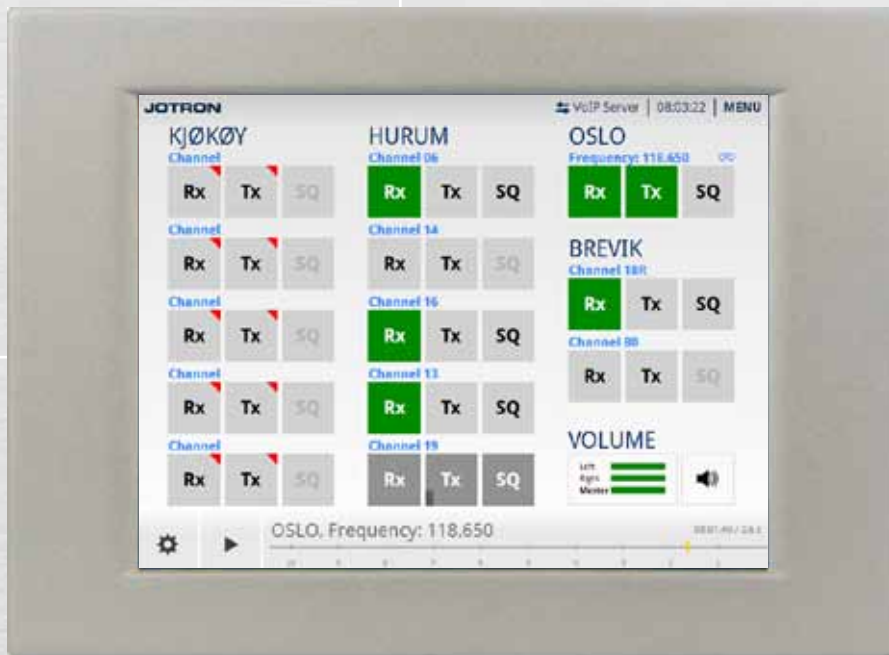 JOTRON
VoIP Server | 08:03:22 | MENU
KJØKØY
Channel
Rx Tx SQ
Channel
Rx Tx SQ
Channel
Rx Tx SQ
Channel
Rx Tx SQ
Channel
Rx Tx SQ
HURUM
Channel 06
Rx Tx SQ
Channel 14
Rx Tx SQ
Channel 16
Rx Tx SQ
Channel 13
Rx Tx SQ
Channel 19
Rx Tx SQ
OSLO
Frequency: 118.650
Rx Tx SQ
BREVIK
Channel 18R
Rx Tx SQ
Channel
Rx Tx SQ
VOLUME
Left
Right
Master
OSLO, Frequency: 118.650